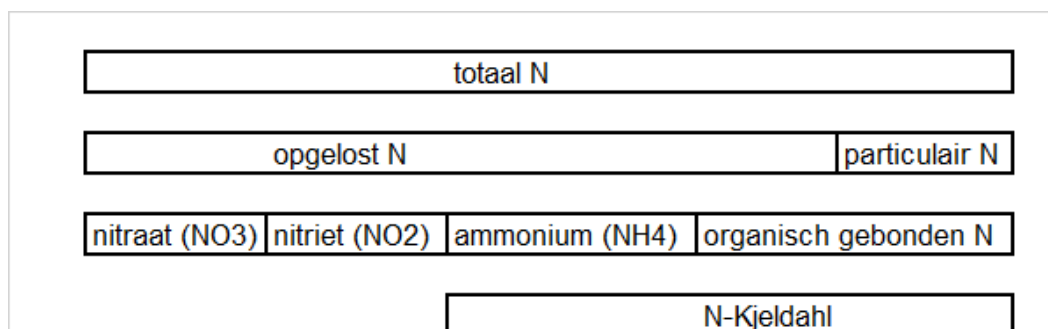 totaal N
opgelost N particulair N
nitraat (NO3) nitriet (NO2) ammonium (NH4) organisch gebonden N
N-Kjeldahl